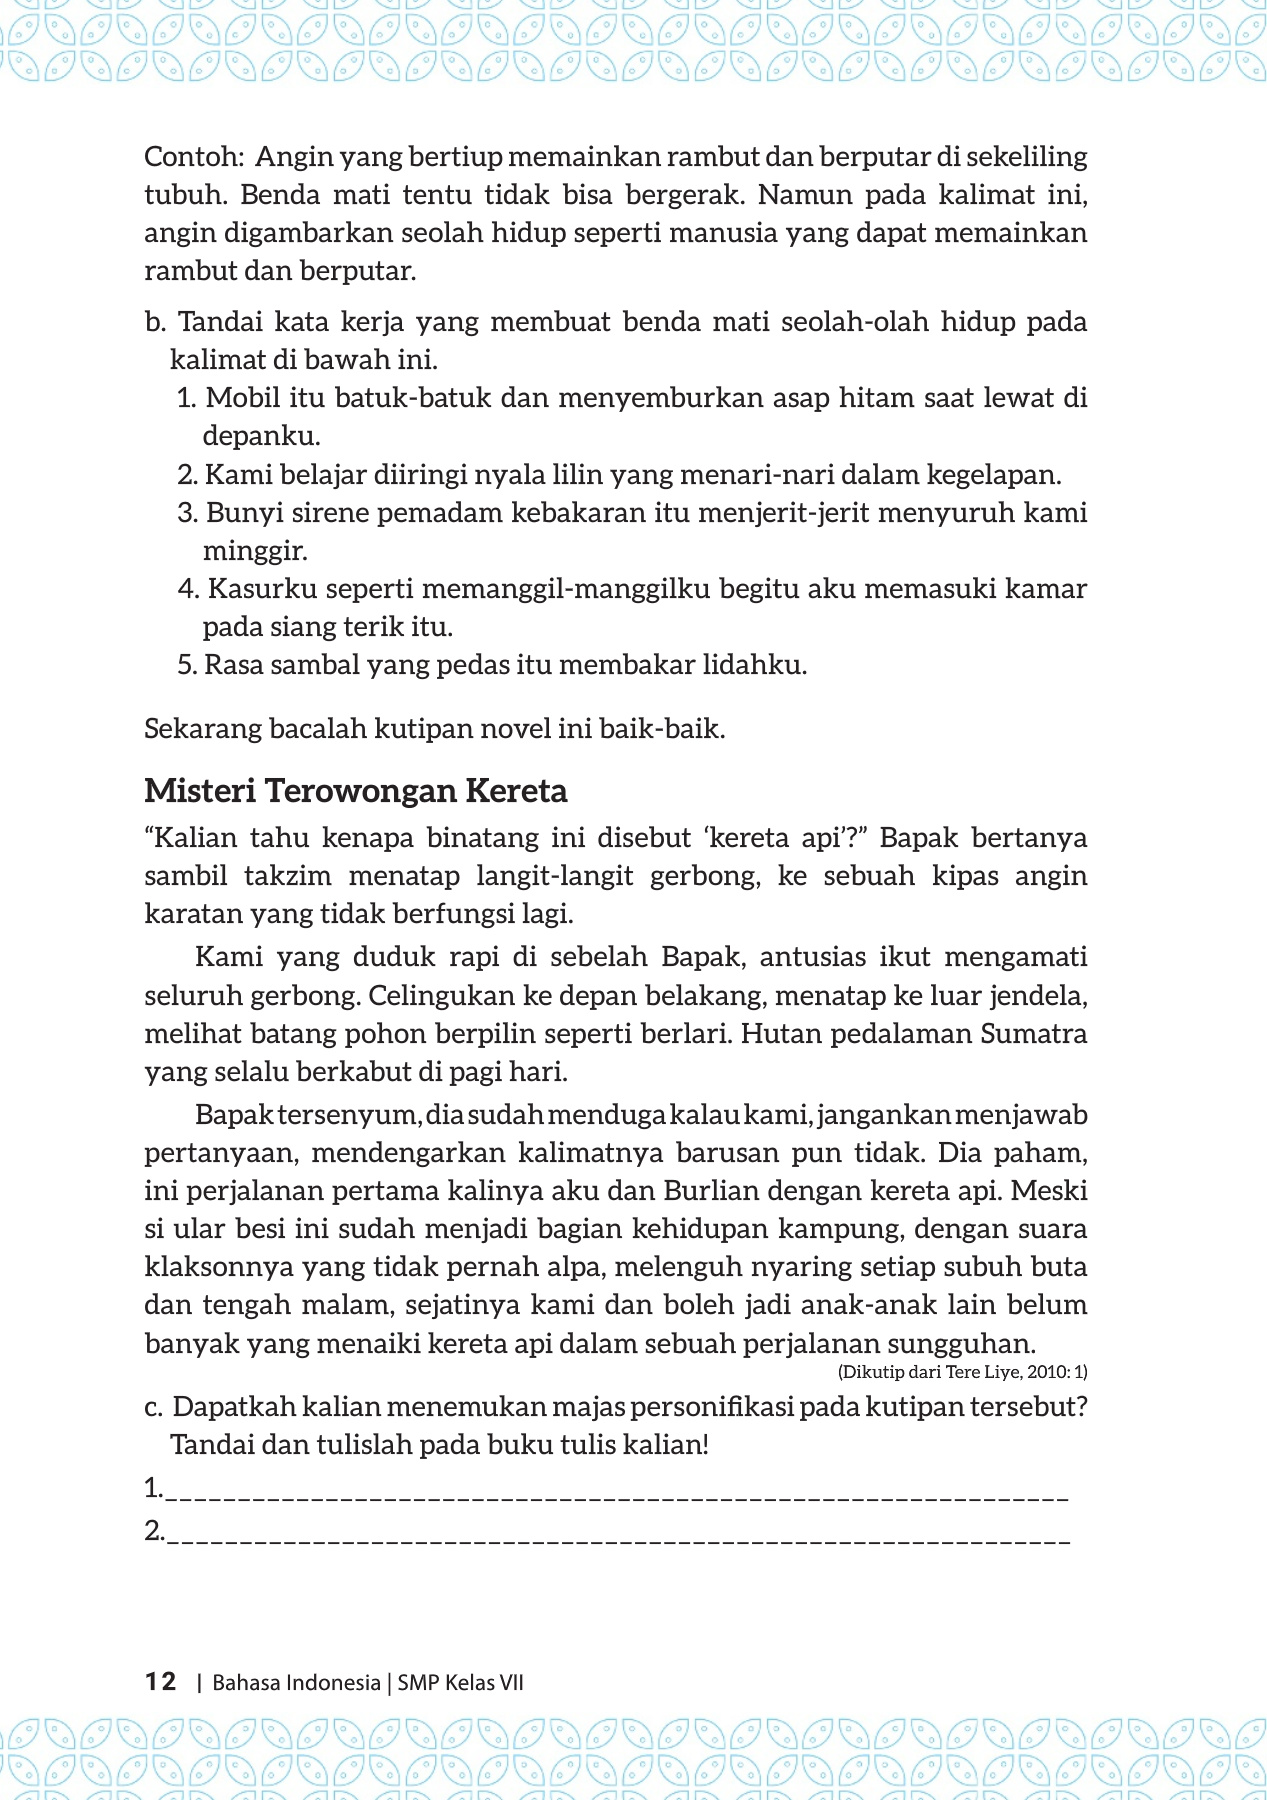 Contoh: Angin yang bertiup memainkan rambut dan berputar di sekeliling
tubuh. Benda mati tentu tidak bisa bergerak. Namun pada kalimat ini,
angin digambarkan seolah hidup seperti manusia yang dapat memainkan
rambut dan berputar.
b. Tandai kata kerja yang membuat benda mati seolah-olah hidup pada
kalimat di bawah ini.
1. Mobil itu batuk-batuk dan menyemburkan asap hitam saat lewat di
depanku.
2. Kami belajar diiringi nyala lilin yang menari-nari dalam kegelapan.
3. Bunyi sirene pemadam kebakaran itu menjerit-jerit menyuruh kami
minggir.
4. Kasurku seperti memanggil-manggilku begitu aku memasuki kamar
pada siang terik itu.
5. Rasa sambal yang pedas itu membakar lidahku.
Sekarang bacalah kutipan novel ini baik-baik.
Misteri Terowongan Kereta
“Kalian tahu kenapa binatang ini disebut ‘kereta api’?” Bapak bertanya
sambil takzim menatap langit-langit gerbong, ke sebuah kipas angin
karatan yang tidak berfungsi lagi.
Kami yang duduk rapi di sebelah Bapak, antusias ikut mengamati
seluruh gerbong. Celingukan ke depan belakang, menatap ke luar jendela,
melihat batang pohon berpilin seperti berlari. Hutan pedalaman Sumatra
yang selalu berkabut di pagi hari.
Bapak tersenyum, dia sudah menduga kalau kami, jangankan menjawab
pertanyaan, mendengarkan kalimatnya barusan pun tidak. Dia paham,
ini perjalanan pertama kalinya aku dan Burlian dengan kereta api. Meski
si ular besi ini sudah menjadi bagian kehidupan kampung, dengan suara
klaksonnya yang tidak pernah alpa, melenguh nyaring setiap subuh buta
dan tengah malam, sejatinya kami dan boleh jadi anak-anak lain belum
banyak yang menaiki kereta api dalam sebuah perjalanan sungguhan.
(Dikutip dari Tere Liye, 2010: 1)
c. Dapatkah kalian menemukan majas personifikasi pada kutipan tersebut?
Tandai dan tulislah pada buku tulis kalian!
1.______________________________________________________________
2.______________________________________________________________
12 | Bahasa Indonesia | SMP Kelas VII